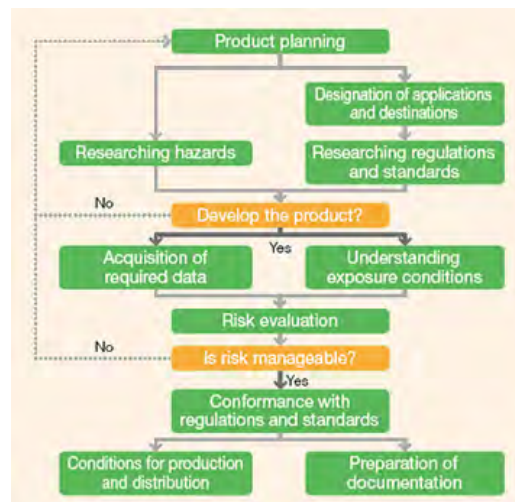 Product planning
Designation of applications
and destinations
Researching hazards
Researching regulations
and standards
No
Develop the product?
Yes
Acquisition of
required data
Understanding
exposure conditions
Risk evaluation
No
Is risk manageable?
Yes
Conformance with
regulations and standards
Conditions for production
and distribution
Preparation of
documentation